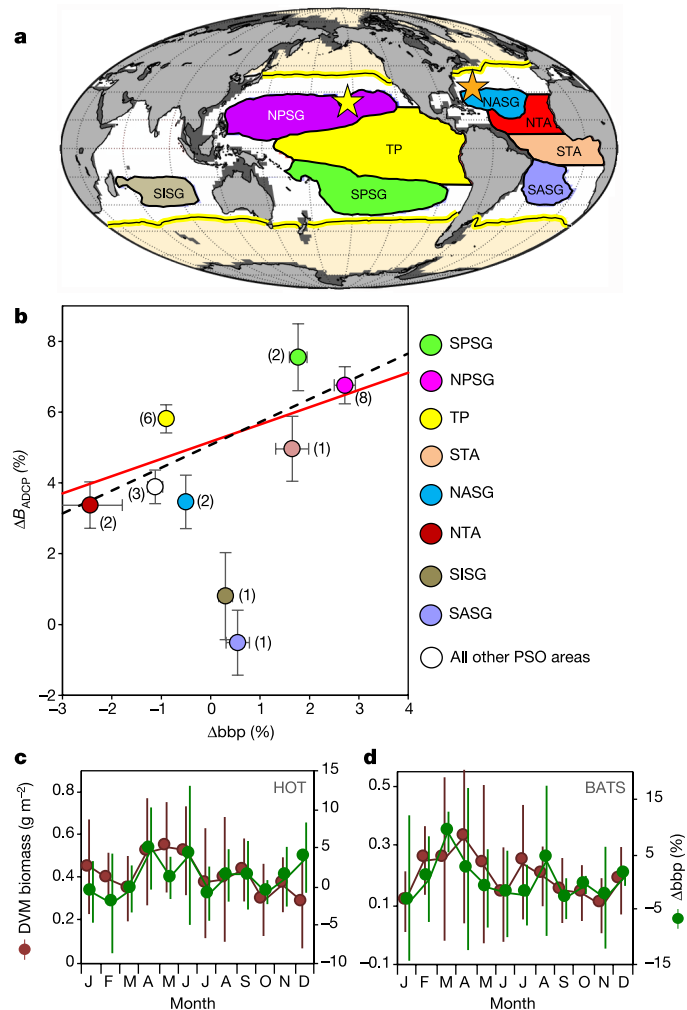 a
NPSG
NASG
NTA
TP
STA
SISG
SPSG
SASG
b
8
6
4
2
0
−2
−3
−2
−1
0
1
2
3
4
ΔB_ADCP (%)
Δbbp (%)
(2)
(8)
(6)
(1)
(3)
(2)
(2)
(1)
(1)
SPSG
NPSG
TP
STA
NASG
NTA
SISG
SASG
All other PSO areas
c
HOT
DVM biomass (g m⁻²)
0.8
0.6
0.4
0.2
0
15
10
5
0
−5
−10
J F M A M J J A S O N D
Month
d
BATS
0.5
0.3
0.1
−0.1
15
5
−5
−15
Δbbp (%)
J F M A M J J A S O N D
Month